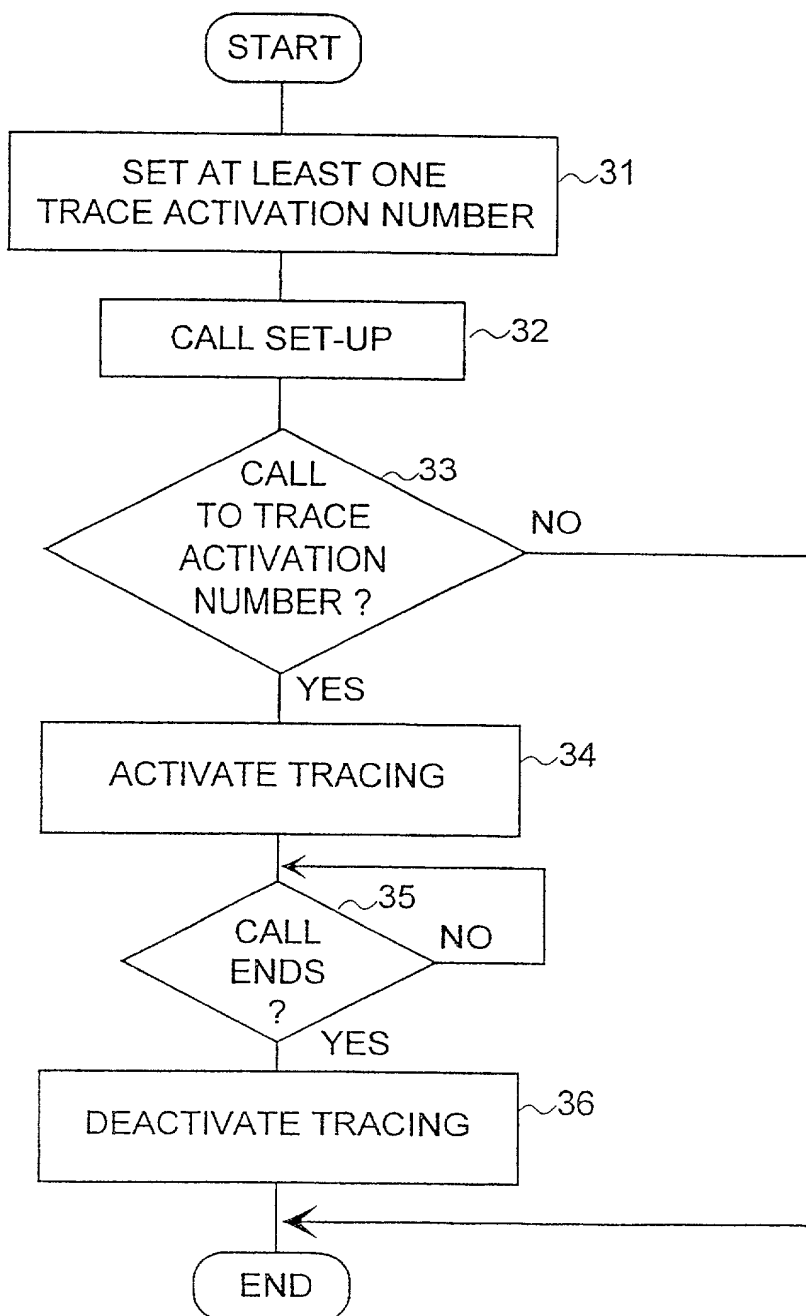 START
SET AT LEAST ONE
TRACE ACTIVATION NUMBER
31
CALL SET-UP
32
33
CALL
TO TRACE
ACTIVATION
NUMBER ?
NO
YES
ACTIVATE TRACING
34
35
CALL
ENDS
?
NO
YES
DEACTIVATE TRACING
36
END